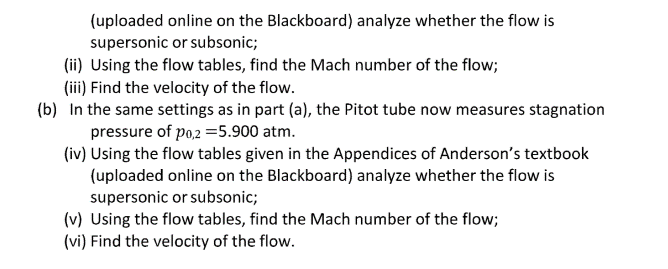 (uploaded online on the Blackboard) analyze whether the flow is
supersonic or subsonic;
(ii) Using the flow tables, find the Mach number of the flow;
(iii) Find the velocity of the flow.
(b) In the same settings as in part (a), the Pitot tube now measures stagnation
pressure of p0,2 =5.900 atm.
(iv) Using the flow tables given in the Appendices of Anderson's textbook
(uploaded online on the Blackboard) analyze whether the flow is
supersonic or subsonic;
(v) Using the flow tables, find the Mach number of the flow;
(vi) Find the velocity of the flow.